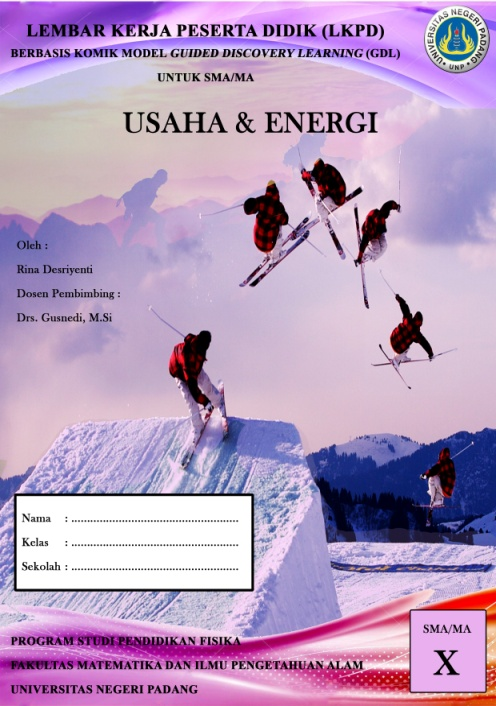 LEMBAR KERJA PESERTA DIDIK (LKPD)
BERBASIS KOMIK MODEL GUIDED DISCOVERY LEARNING (GDL)
UNTUK SMA/MA
UNIVERSITAS NEGERI PADANG
UNP
USAHA & ENERGI
Oleh :
Rina Desriyenti
Dosen Pembimbing :
Drs. Gusnedi, M.Si
Nama : ......................................................
Kelas : ......................................................
Sekolah : ......................................................
SMA/MA
X
PROGRAM STUDI PENDIDIKAN FISIKA
FAKULTAS MATEMATIKA DAN ILMU PENGETAHUAN ALAM
UNIVERSITAS NEGERI PADANG